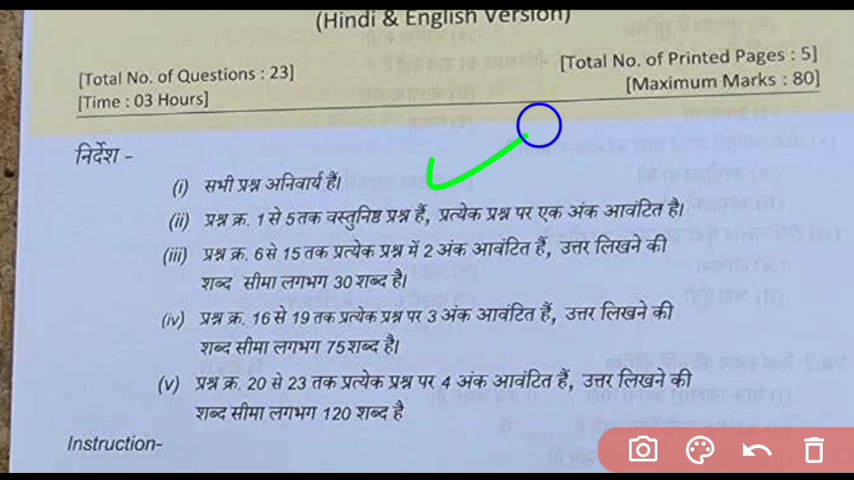 (Hindi & English Version)
[Total No. of Questions : 23]
[Total No. of Printed Pages : 5]
[Time : 03 Hours]
[Maximum Marks : 80]
निर्देश -
(i) सभी प्रश्न अनिवार्य हैं।
(ii) प्रश्न क्र. 1 से 5 तक वस्तुनिष्ठ प्रश्न हैं, प्रत्येक प्रश्न पर एक अंक आवंटित है।
(iii) प्रश्न क्र. 6 से 15 तक प्रत्येक प्रश्न में 2 अंक आवंटित हैं, उत्तर लिखने की
शब्द सीमा लगभग 30 शब्द है।
(iv) प्रश्न क्र. 16 से 19 तक प्रत्येक प्रश्न पर 3 अंक आवंटित हैं, उत्तर लिखने की
शब्द सीमा लगभग 75 शब्द है।
(v) प्रश्न क्र. 20 से 23 तक प्रत्येक प्रश्न पर 4 अंक आवंटित हैं, उत्तर लिखने की
शब्द सीमा लगभग 120 शब्द है
Instruction-